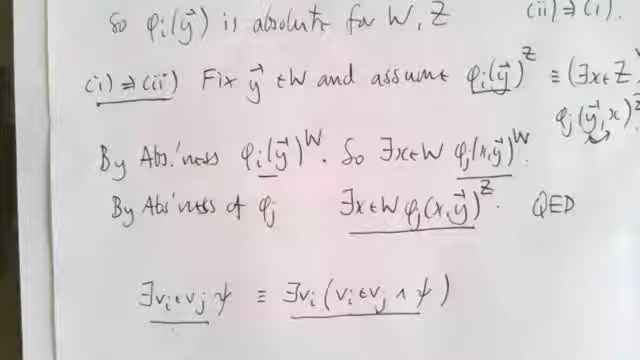 So φᵢ(y⃗) is absolute for W, Z
(ii) ⇒ (i).
(i) ⇒ (ii) Fix y⃗ ∈ W and assume φᵢ(y⃗)^Z ≡ (∃x ∈ Z
φⱼ(y⃗, x)^Z
By Abs.'ness φᵢ(y⃗)^W. So ∃x∈W φⱼ(x, y⃗)^W.
By Abs'ness of φⱼ ∃x∈W φⱼ(x, y⃗)^Z. QED
∃vᵢ∈vⱼ ψ ≡ ∃vᵢ(vᵢ∈vⱼ ∧ ψ)